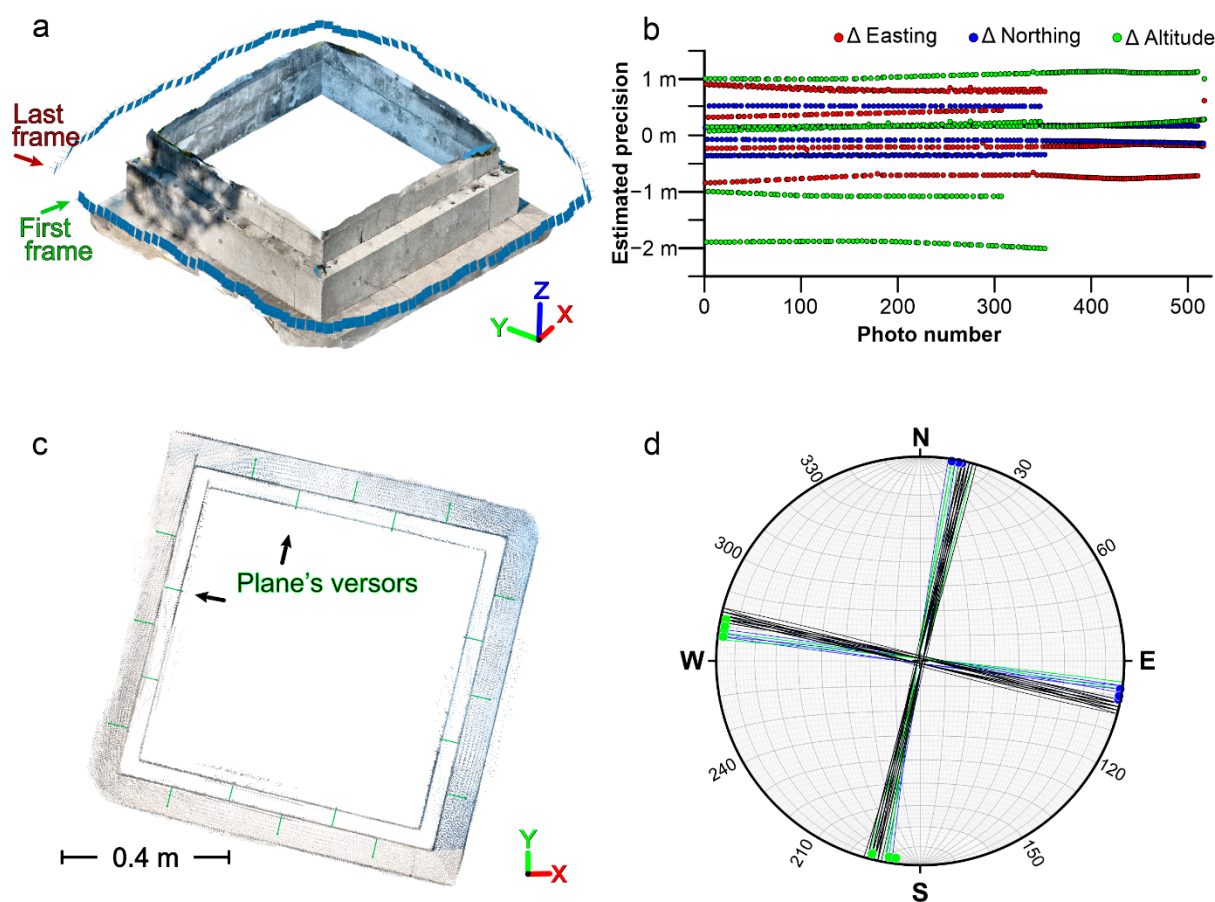 a
Last
frame
First
frame
Z
X
Y
b
Δ Easting
Δ Northing
Δ Altitude
Estimated precision
1 m
0 m
−1 m
−2 m
0
100
200
300
400
500
Photo number
c
Plane's versors
0.4 m
Y
X
d
N
30
60
E
120
150
S
210
240
W
300
330